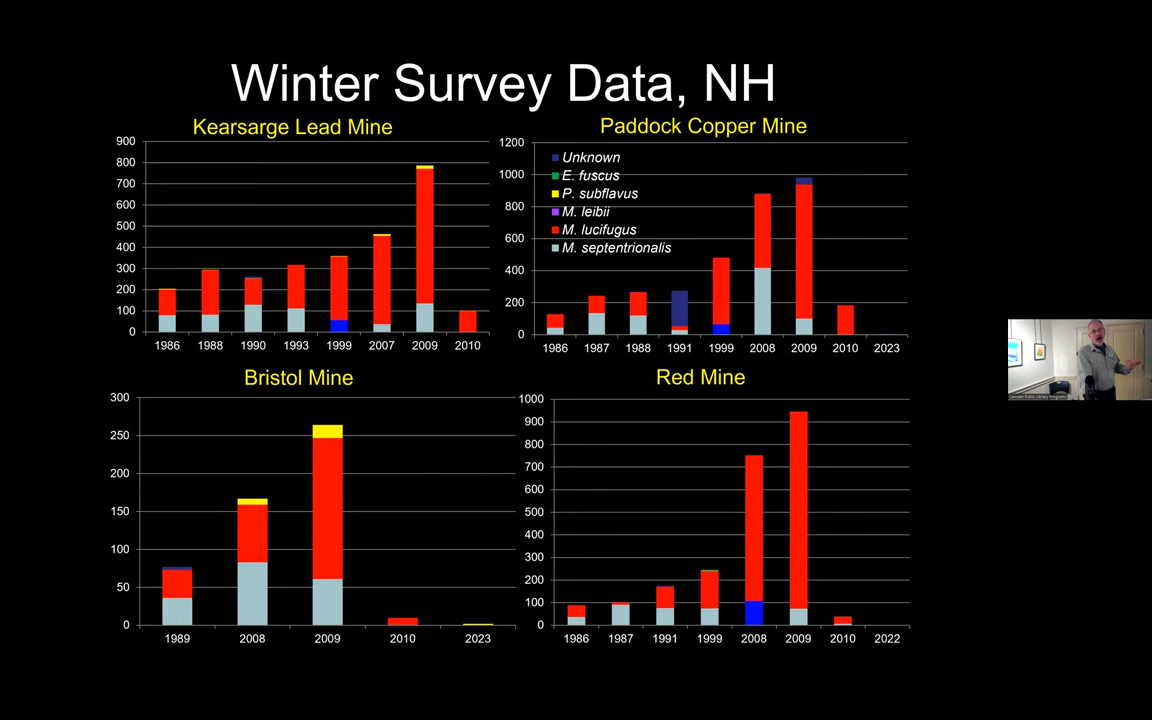 Winter Survey Data, NH
Kearsarge Lead Mine
900
800
700
600
500
400
300
200
100
0
1986 1988 1990 1993 1999 2007 2009 2010
Paddock Copper Mine
1200
1000
800
600
400
200
0
Unknown
E. fuscus
P. subflavus
M. leibii
M. lucifugus
M. septentrionalis
1986 1987 1988 1991 1999 2008 2009 2010 2023
Bristol Mine
300
250
200
150
100
50
0
1989 2008 2009 2010 2023
Red Mine
1000
900
800
700
600
500
400
300
200
100
0
1986 1987 1991 1999 2008 2009 2010 2022
Camden Public Library Programs